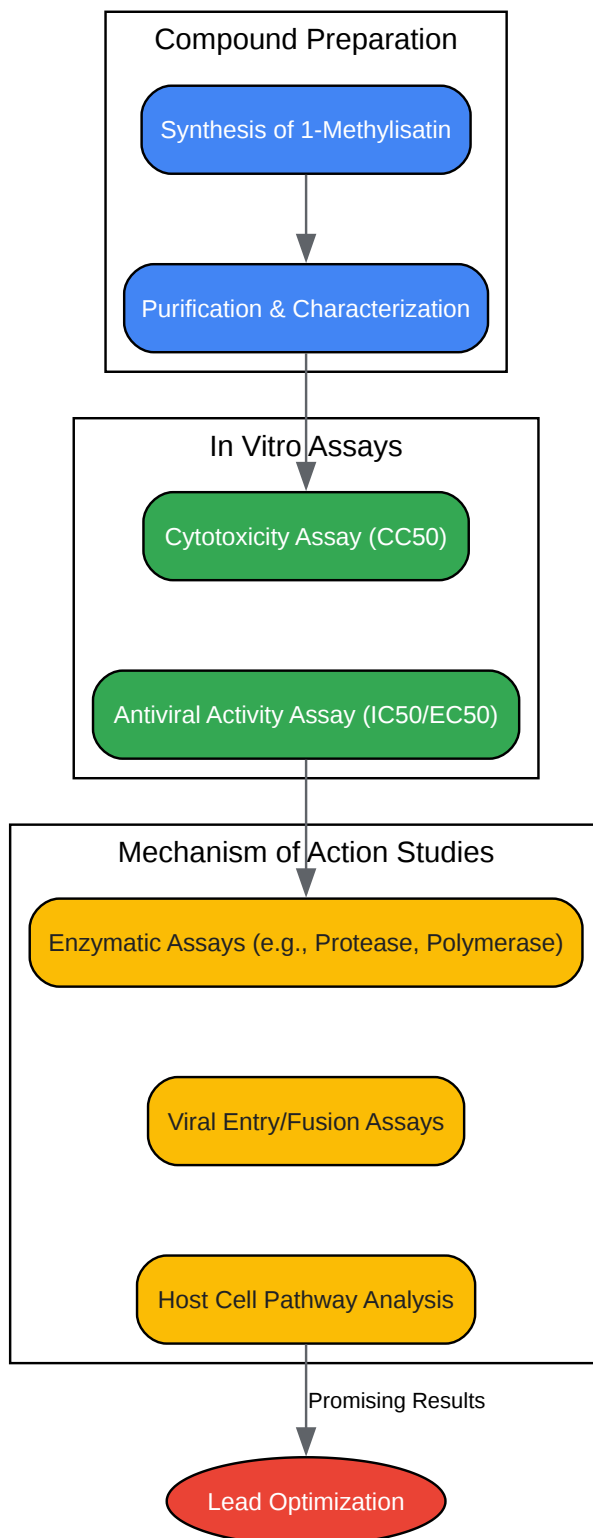 Compound Preparation
Synthesis of 1-Methylisatin
Purification & Characterization
In Vitro Assays
Cytotoxicity Assay (CC50)
Antiviral Activity Assay (IC50/EC50)
Mechanism of Action Studies
Enzymatic Assays (e.g., Protease, Polymerase)
Viral Entry/Fusion Assays
Host Cell Pathway Analysis
Promising Results
Lead Optimization